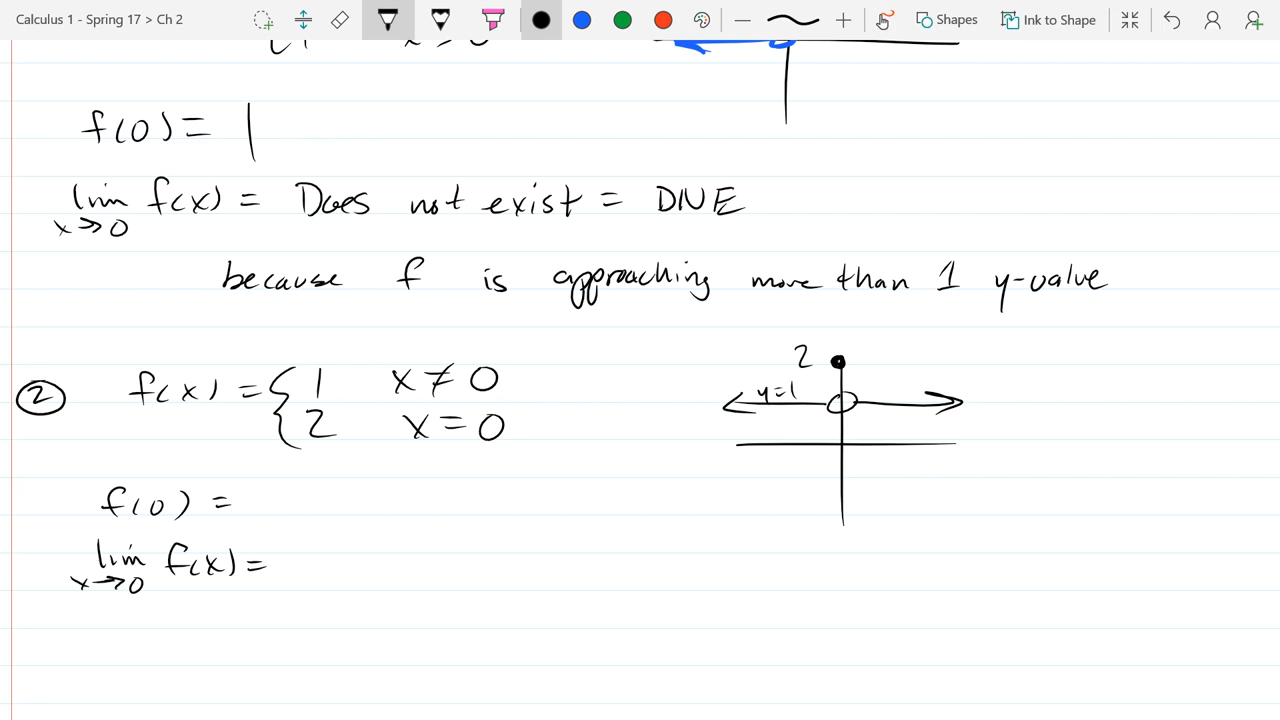 Calculus 1 - Spring 17 > Ch 2
Shapes
Ink to Shape
f(0) = 1
lim f(x) = Does not exist = DNE
x→0
because f is approaching more than 1 y-value
2
② f(x) = { 1 x ≠ 0
{ 2 x = 0
y=1
f(0) =
lim f(x) =
x→0